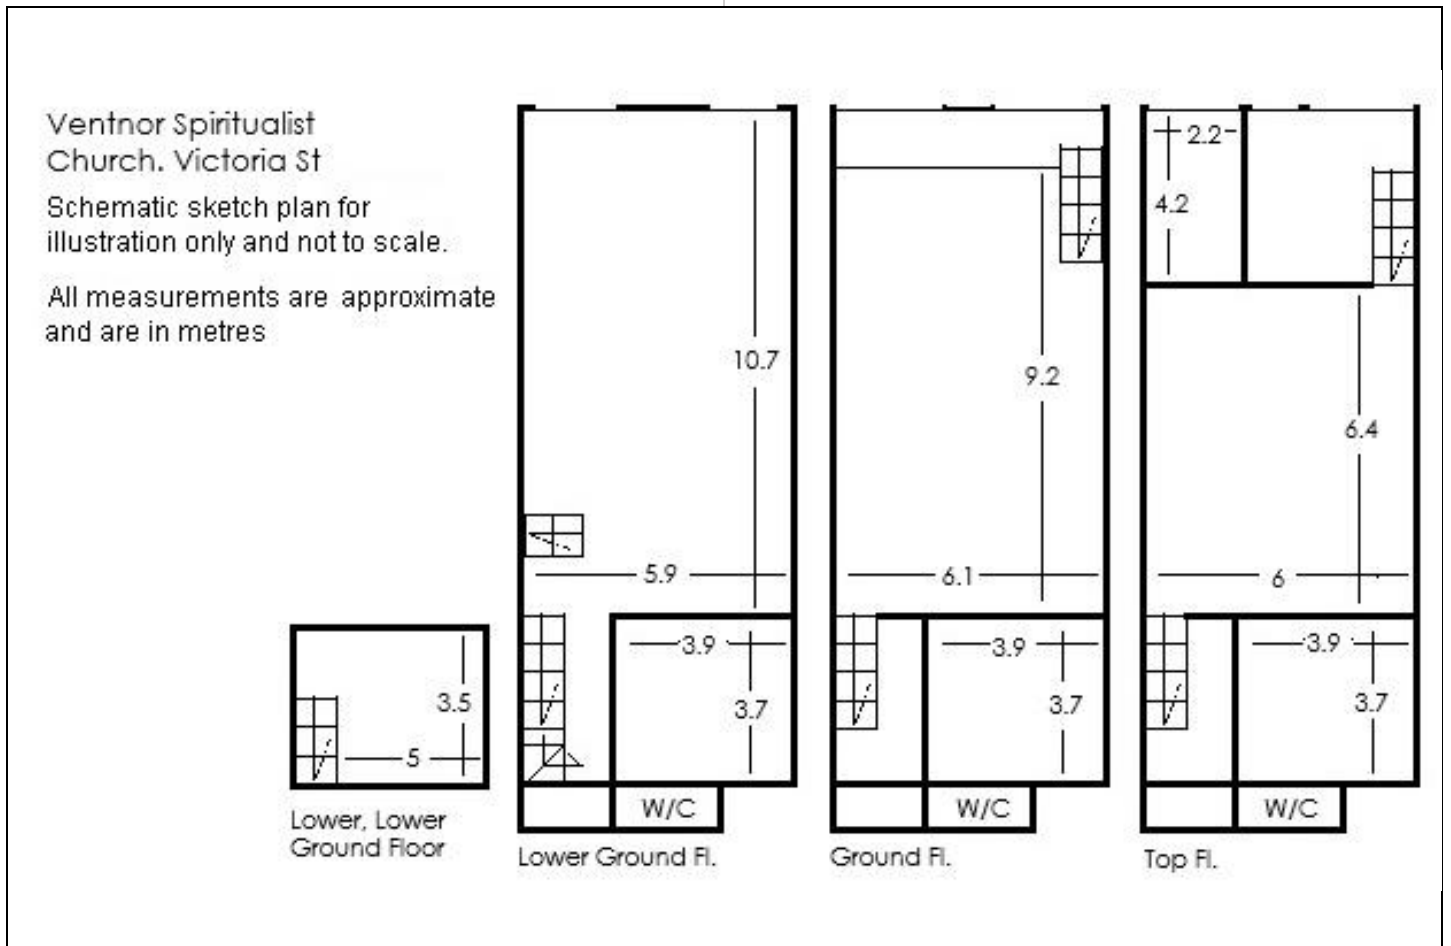 Ventnor Spiritualist
Church. Victoria St
Schematic sketch plan for
illustration only and not to scale.
All measurements are approximate
and are in metres
3.5
5
Lower, Lower
Ground Floor
10.7
5.9
3.9
3.7
W/C
Lower Ground Fl.
9.2
6.1
3.9
3.7
W/C
Ground Fl.
2.2
4.2
6.4
6
3.9
3.7
W/C
Top Fl.